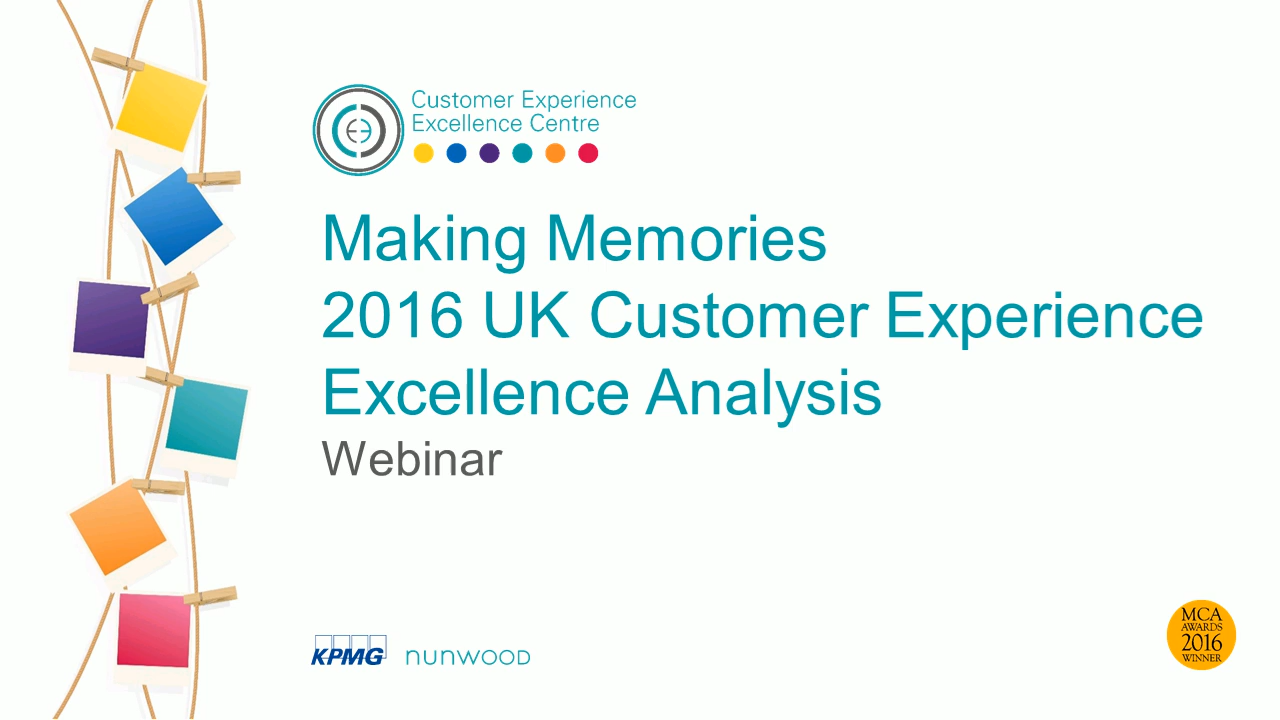 Customer Experience
Excellence Centre
Making Memories
2016 UK Customer Experience
Excellence Analysis
Webinar
KPMG nunwood
MCA
AWARDS
2016
WINNER